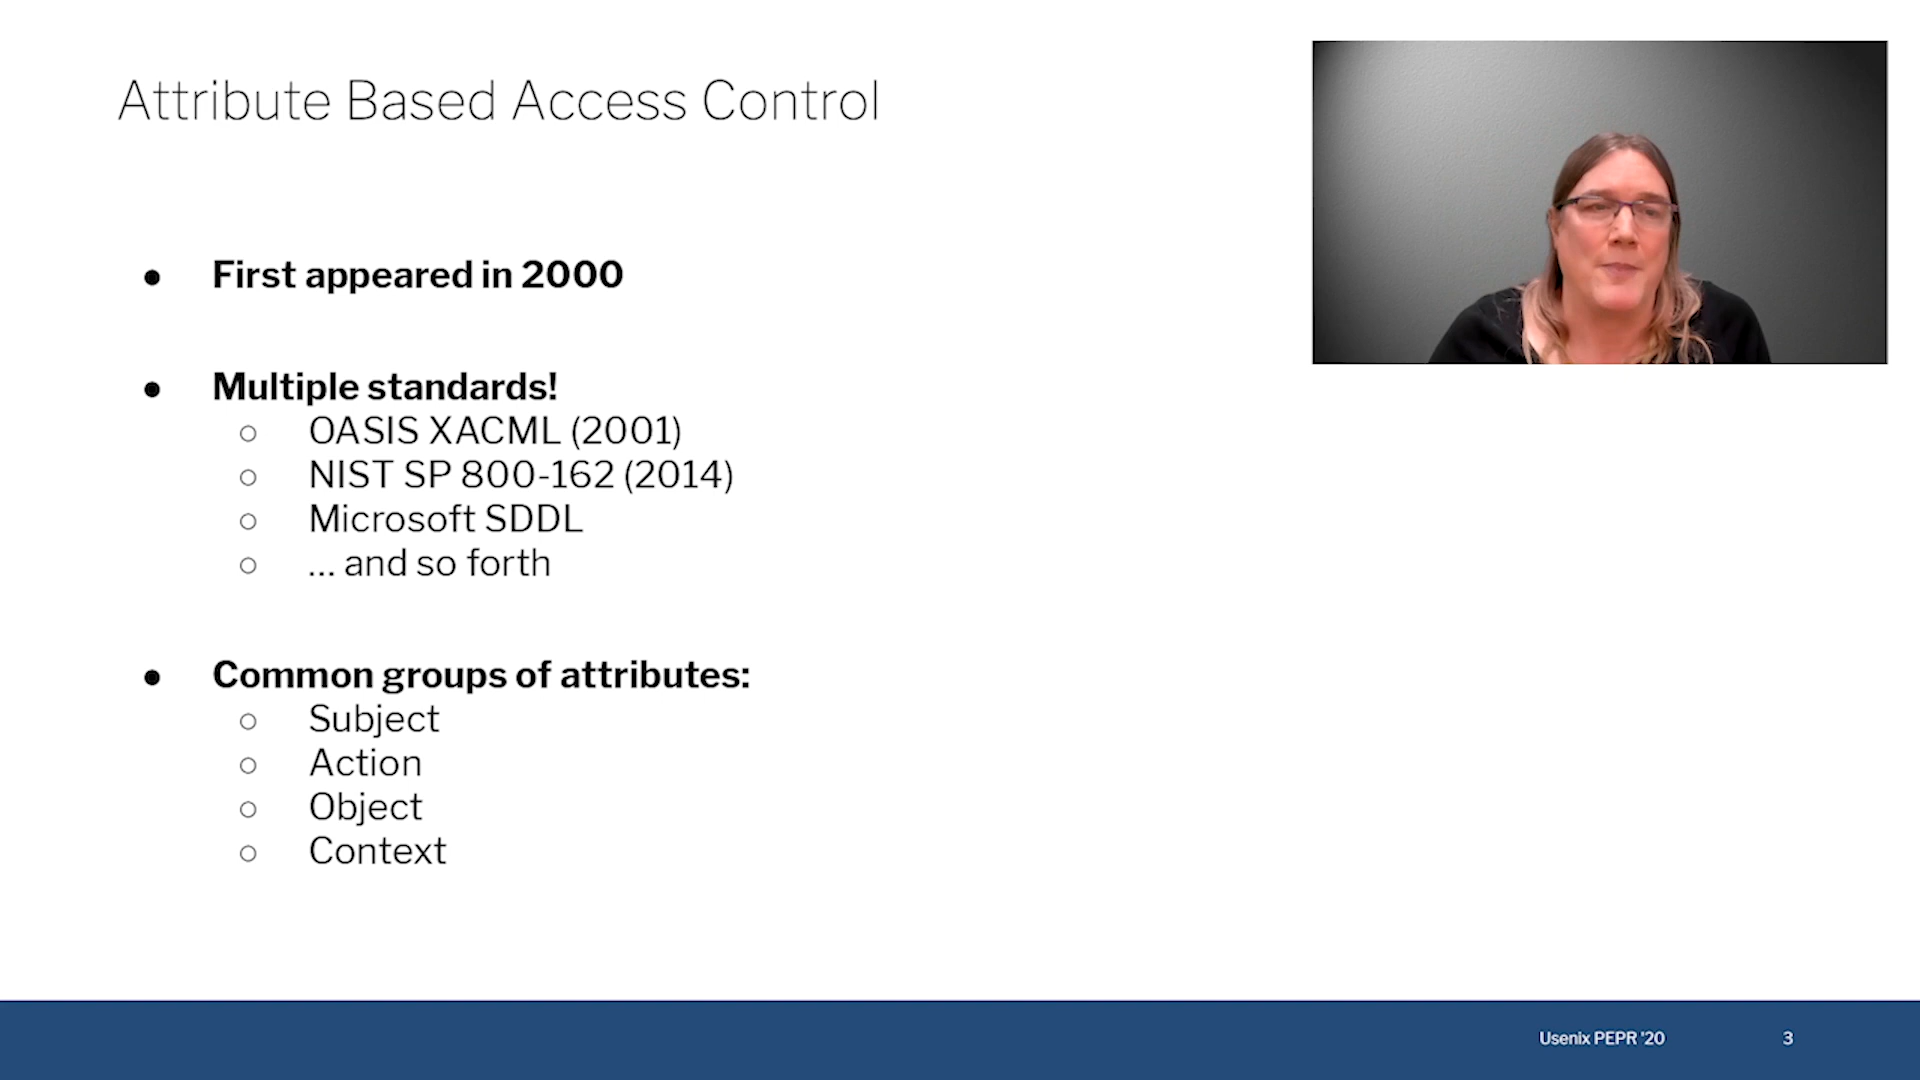 Attribute Based Access Control
● First appeared in 2000
● Multiple standards!
○ OASIS XACML (2001)
○ NIST SP 800-162 (2014)
○ Microsoft SDDL
○ ... and so forth
● Common groups of attributes:
○ Subject
○ Action
○ Object
○ Context
Usenix PEPR '20 3